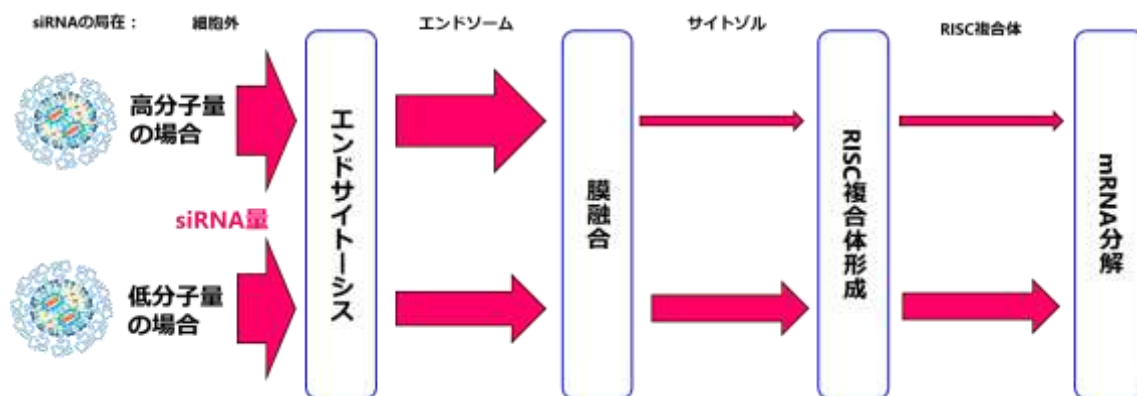 siRNAの局在：
細胞外
エンドソーム
サイトゾル
RISC複合体
高分子量
の場合
siRNA量
低分子量
の場合
エンドサイトーシス
膜融合
RISC複合体形成
mRNA分解